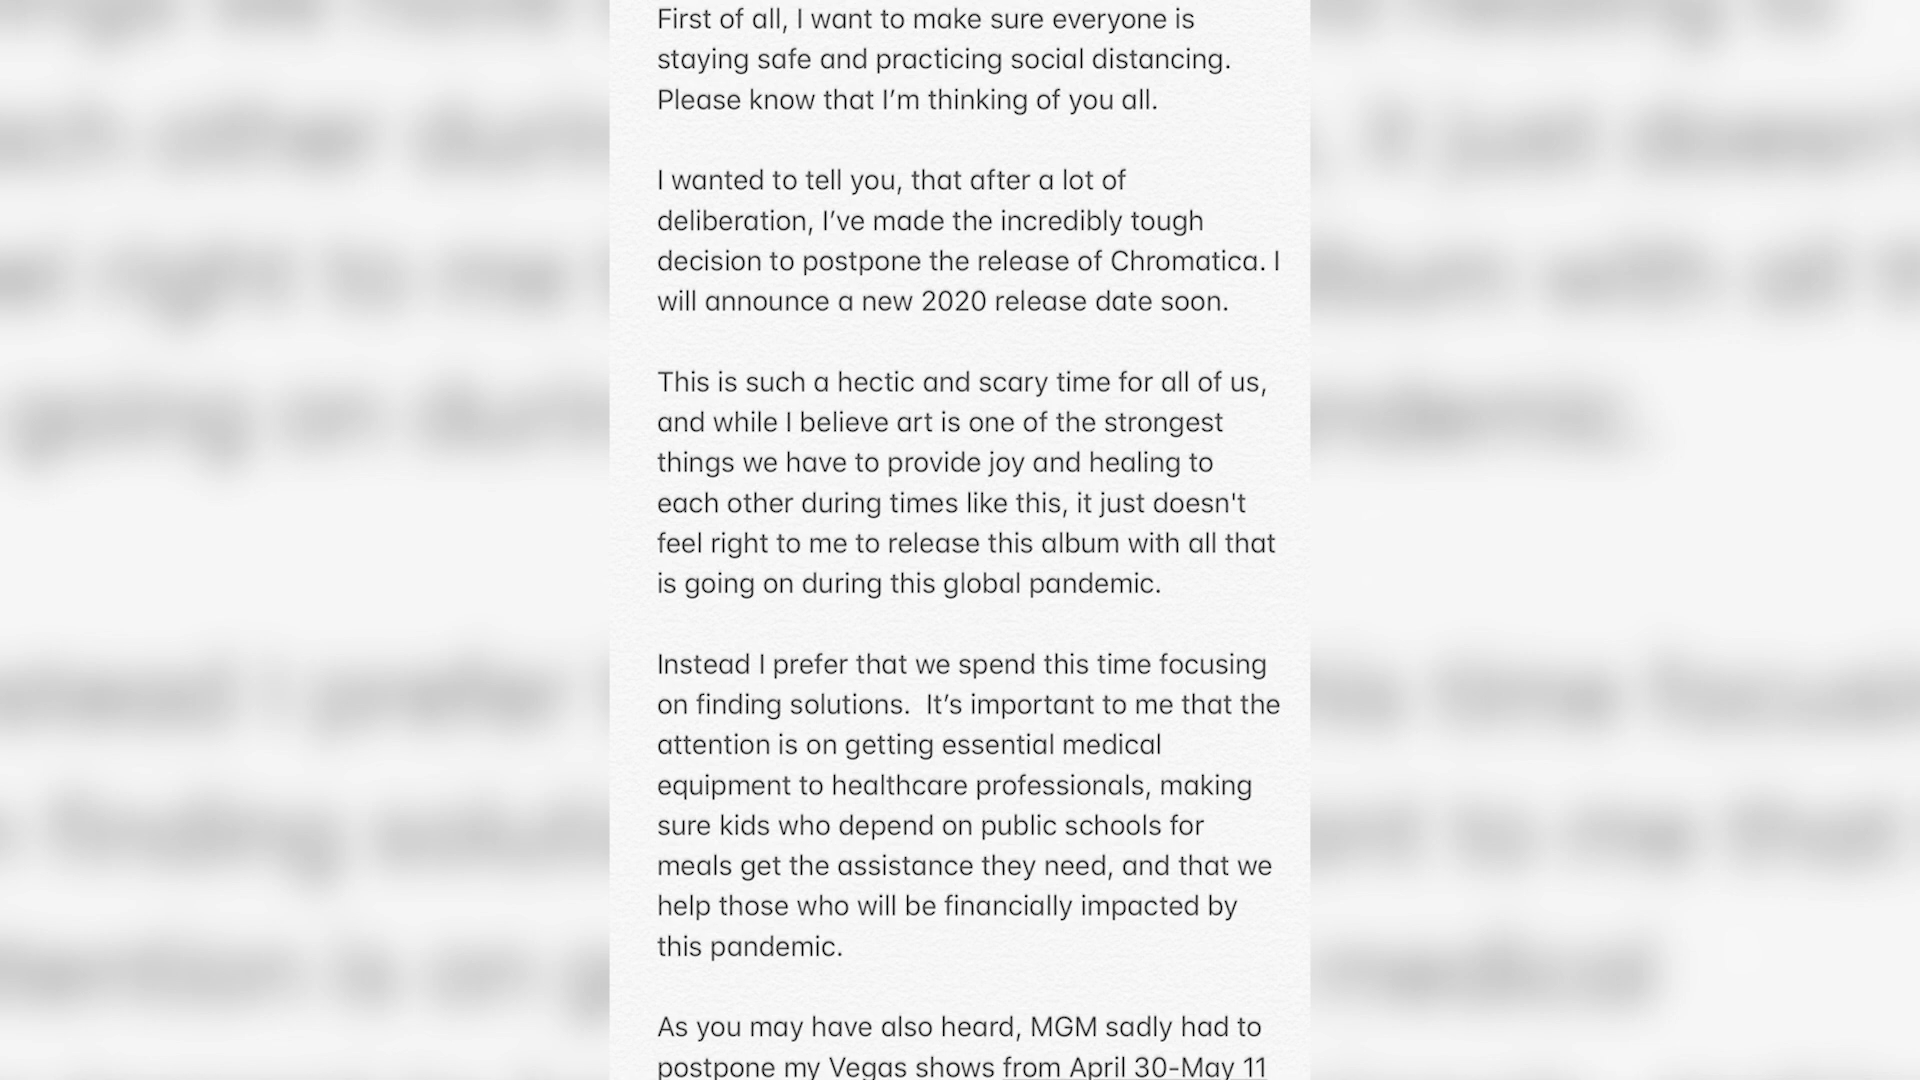 First of all, I want to make sure everyone is
staying safe and practicing social distancing.
Please know that I’m thinking of you all.
I wanted to tell you, that after a lot of
deliberation, I’ve made the incredibly tough
decision to postpone the release of Chromatica. I
will announce a new 2020 release date soon.
This is such a hectic and scary time for all of us,
and while I believe art is one of the strongest
things we have to provide joy and healing to
each other during times like this, it just doesn't
feel right to me to release this album with all that
is going on during this global pandemic.
Instead I prefer that we spend this time focusing
on finding solutions.  It’s important to me that the
attention is on getting essential medical
equipment to healthcare professionals, making
sure kids who depend on public schools for
meals get the assistance they need, and that we
help those who will be financially impacted by
this pandemic.
As you may have also heard, MGM sadly had to
postpone my Vegas shows from April 30-May 11